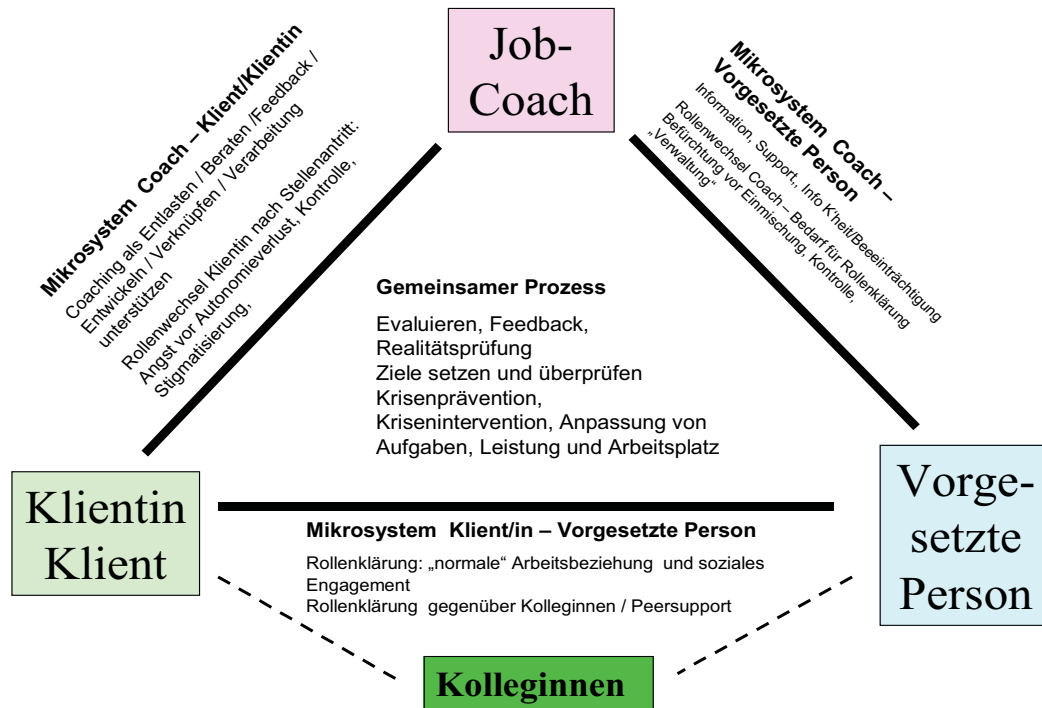 Job-
Coach
Mikrosystem Coach – Klient/Klientin
Coaching als Entlasten / Beraten /Feedback /
Entwickeln / Verknüpfen / Verarbeitung
unterstützen
Rollenwechsel Klientin nach Stellenantritt:
Angst vor Autonomieverlust, Kontrolle,
Stigmatisierung,
Mikrosystem Coach –
Vorgesetzte Person
Information, Support,, Info K'heit/Beeeinträchtigung
Rollenwechsel Coach – Bedarf für Rollenklärung
Befürchtung vor Einmischung, Kontrolle,
„Verwaltung“
Gemeinsamer Prozess
Evaluieren, Feedback,
Realitätsprüfung
Ziele setzen und überprüfen
Krisenprävention,
Krisenintervention, Anpassung von
Aufgaben, Leistung und Arbeitsplatz
Klientin
Klient
Vorge-
setzte
Person
Mikrosystem Klient/in – Vorgesetzte Person
Rollenklärung: „normale“ Arbeitsbeziehung und soziales
Engagement
Rollenklärung gegenüber Kolleginnen / Peersupport
Kolleginnen